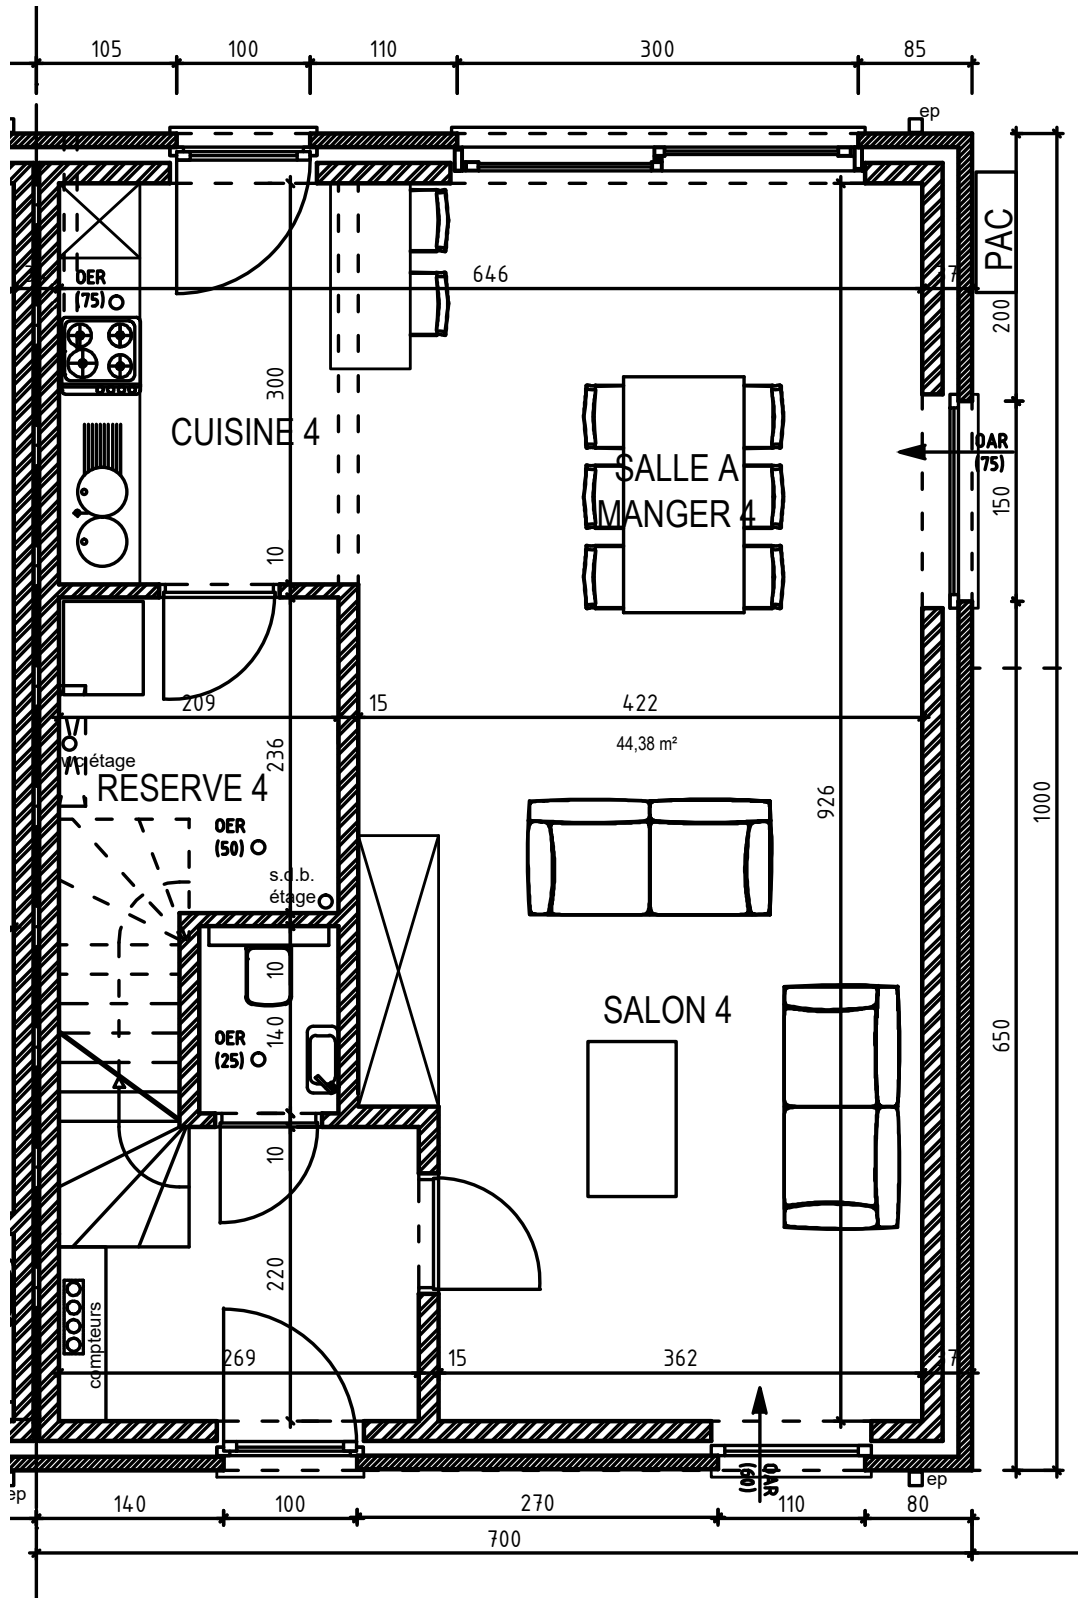 105
100
110
300
85
ep
PAC
OER
(75)
646
200
300
CUISINE 4
SALLE A
MANGER 4
OAR
(75)
150
10
209
15
422
44,38 m²
wc étage
236
RESERVE 4
926
1000
OER
(50)
s.d.b.
étage
10
SALON 4
OER
(25)
140
650
10
220
compteurs
269
15
362
ep
OAR
(60)
ep
140
100
270
110
80
700